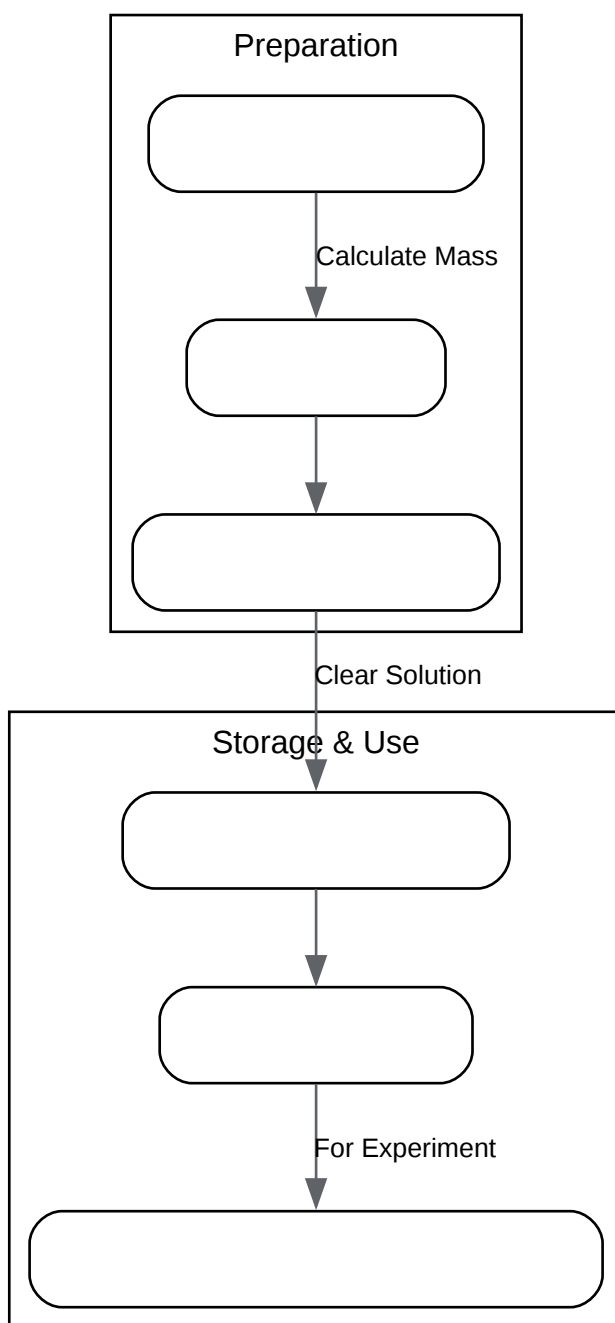 Preparation
Calculate Mass
Clear Solution
Storage & Use
For Experiment